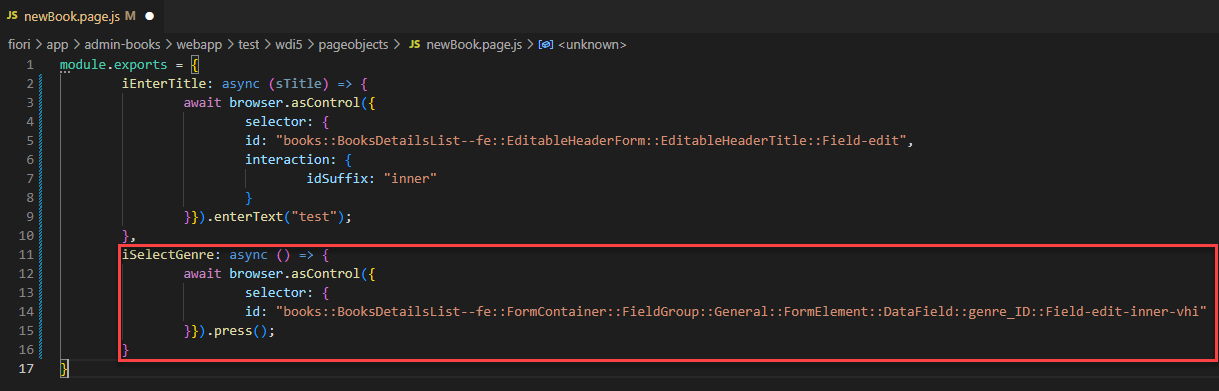 JS newBook.page.js M ●
fiori > app > admin-books > webapp > test > wdi5 > pageobjects > JS newBook.page.js > <unknown>
1 module.exports = {
2 iEnterTitle: async (sTitle) => {
3 await browser.asControl({
4 selector: {
5 id: "books::BooksDetailsList--fe::EditableHeaderForm::EditableHeaderTitle::Field-edit",
6 interaction: {
7 idSuffix: "inner"
8 }
9 }}).enterText("test");
10 },
11 iSelectGenre: async () => {
12 await browser.asControl({
13 selector: {
14 id: "books::BooksDetailsList--fe::FormContainer::FieldGroup::General::FormElement::DataField::genre_ID::Field-edit-inner-vhi"
15 }}).press();
16 }
17 }